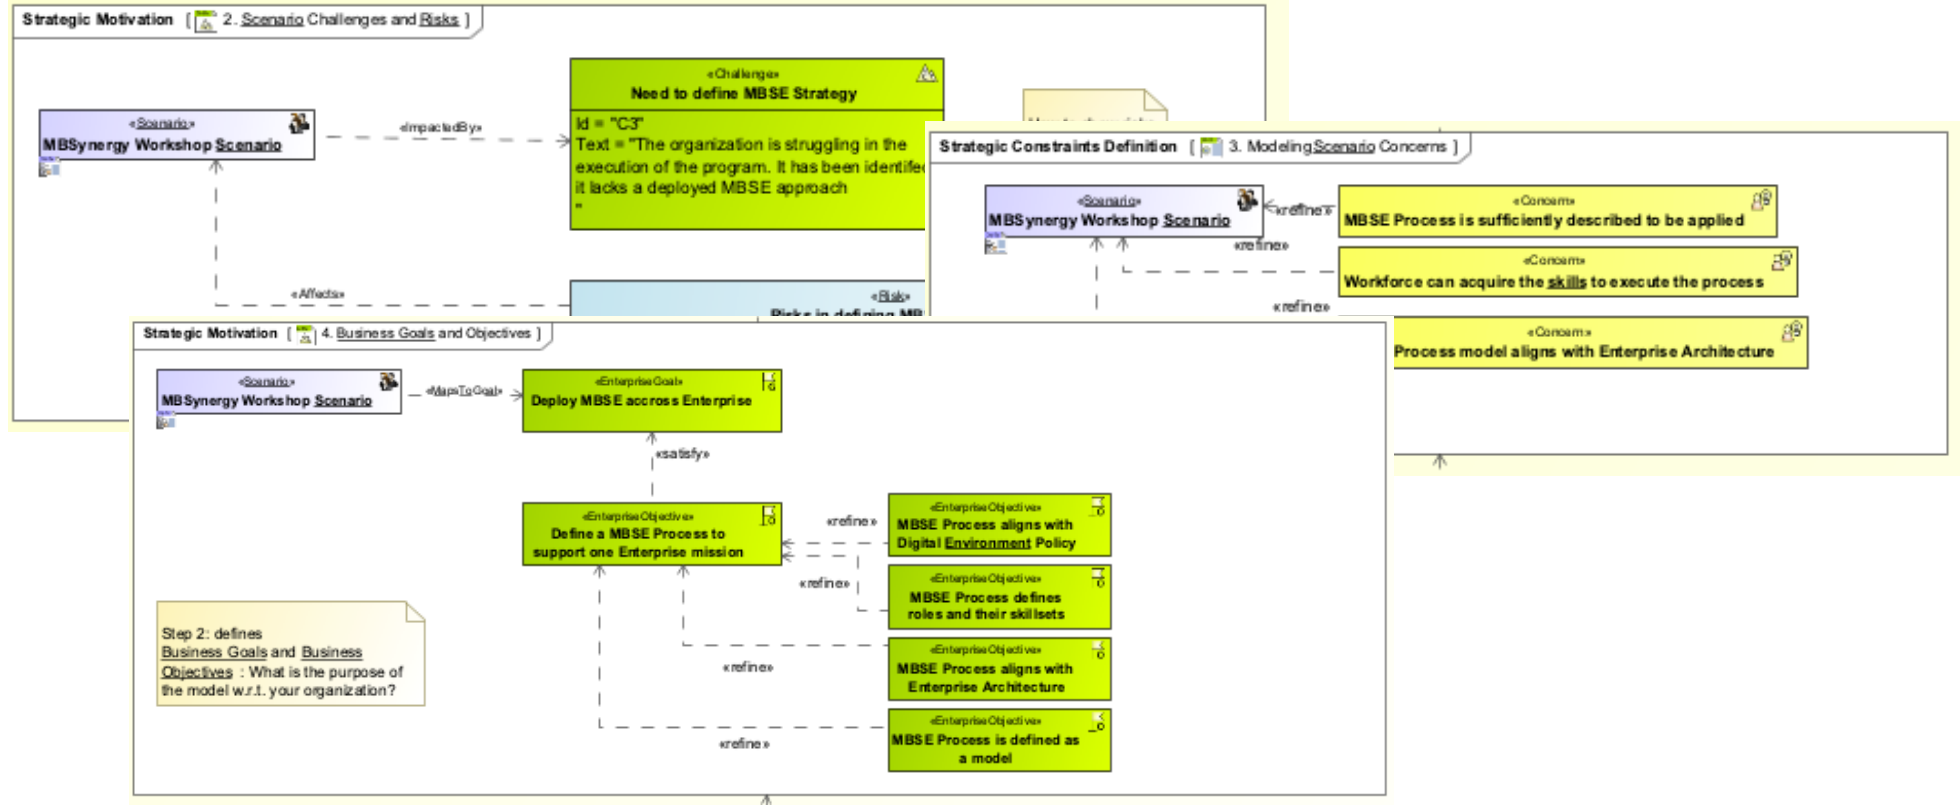 Strategic Motivation [ 2. Scenario Challenges and Risks ]
«Scenario»
MBSynergy Workshop Scenario
«ImpactedBy»
«Challenge»
Need to define MBSE Strategy
Id = "C3"
Text = "The organization is struggling in the
execution of the program. It has been identifed
it lacks a deployed MBSE approach
"
«Affects»
«Risk»
Risks in defining MB
Strategic Constraints Definition [ 3. Modeling Scenario Concerns ]
«Scenario»
MBSynergy Workshop Scenario
«refine»
«Concern»
MBSE Process is sufficiently described to be applied
«refine»
«Concern»
Workforce can acquire the skills to execute the process
«refine»
«Concern»
Process model aligns with Enterprise Architecture
Strategic Motivation [ 4. Business Goals and Objectives ]
«Scenario»
MBSynergy Workshop Scenario
«MapsToGoal»
«EnterpriseGoal»
Deploy MBSE accross Enterprise
«satisfy»
«EnterpriseObjective»
Define a MBSE Process to
support one Enterprise mission
«refine»
«EnterpriseObjective»
MBSE Process aligns with
Digital Environment Policy
«refine»
«EnterpriseObjective»
MBSE Process defines
roles and their skillsets
«refine»
«EnterpriseObjective»
MBSE Process aligns with
Enterprise Architecture
«refine»
«EnterpriseObjective»
MBSE Process is defined as
a model
Step 2: defines
Business Goals and Business
Objectives : What is the purpose of
the model w.r.t. your organization?